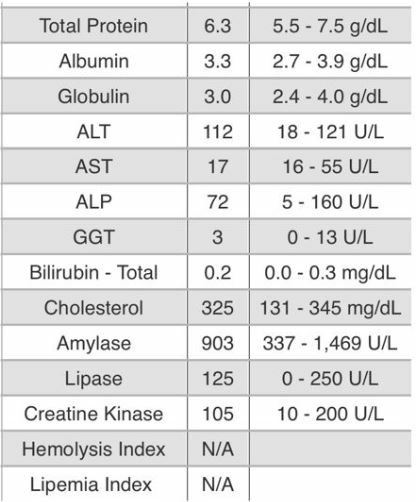 Total Protein 6.3 5.5 - 7.5 g/dL
Albumin 3.3 2.7 - 3.9 g/dL
Globulin 3.0 2.4 - 4.0 g/dL
ALT 112 18 - 121 U/L
AST 17 16 - 55 U/L
ALP 72 5 - 160 U/L
GGT 3 0 - 13 U/L
Bilirubin - Total 0.2 0.0 - 0.3 mg/dL
Cholesterol 325 131 - 345 mg/dL
Amylase 903 337 - 1,469 U/L
Lipase 125 0 - 250 U/L
Creatine Kinase 105 10 - 200 U/L
Hemolysis Index N/A
Lipemia Index N/A